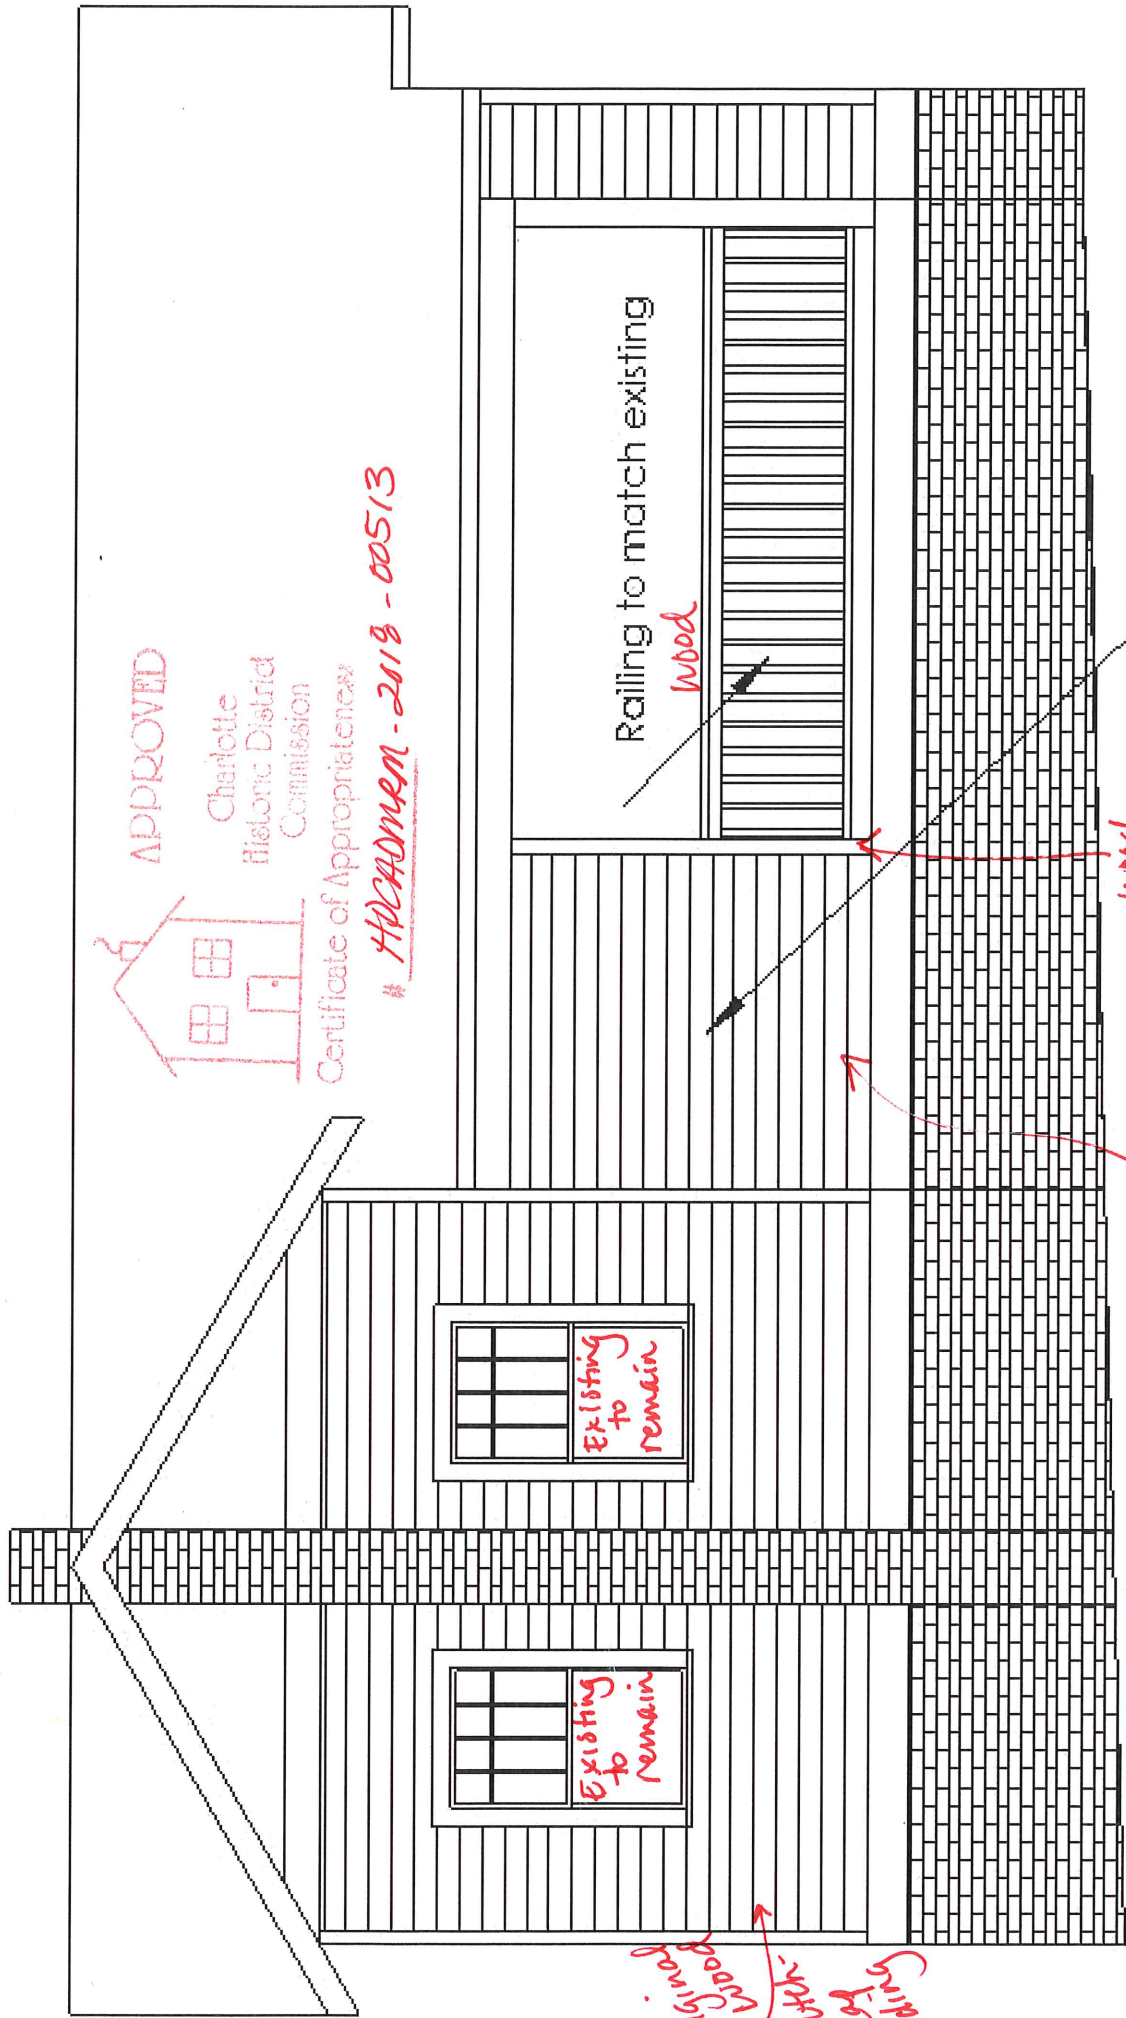 APPROVED
Charlotte
Historic District
Commission
Certificate of Appropriateness
# HDCADMRM-2018-00513
Railing to match existing
wood
Existing
to
remain
Existing
to
remain
wood